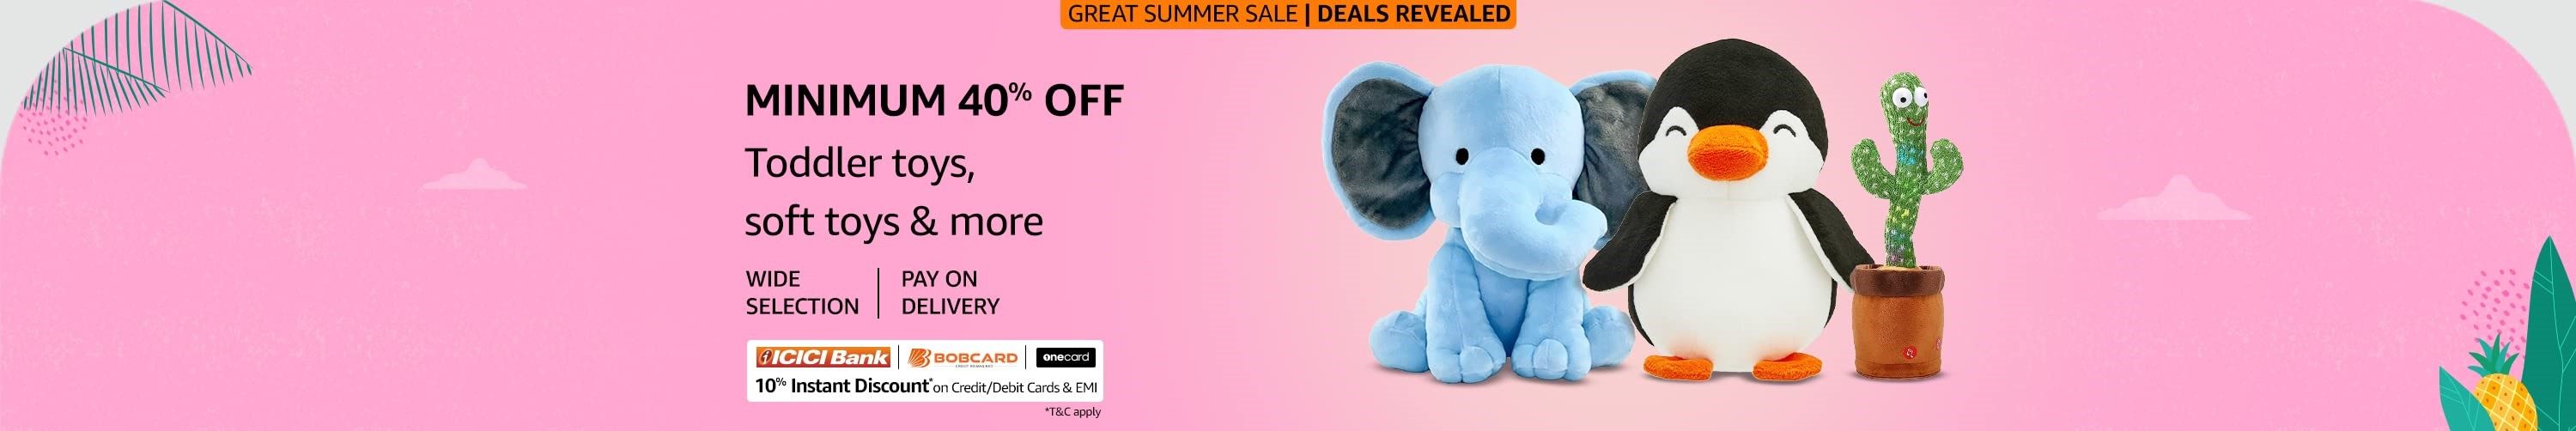 GREAT SUMMER SALE | DEALS REVEALED
MINIMUM 40% OFF
Toddler toys,
soft toys & more
WIDE
SELECTION
PAY ON
DELIVERY
ICICI Bank | BOBCARD | onecard
10% Instant Discount* on Credit/Debit Cards & EMI
*T&C apply